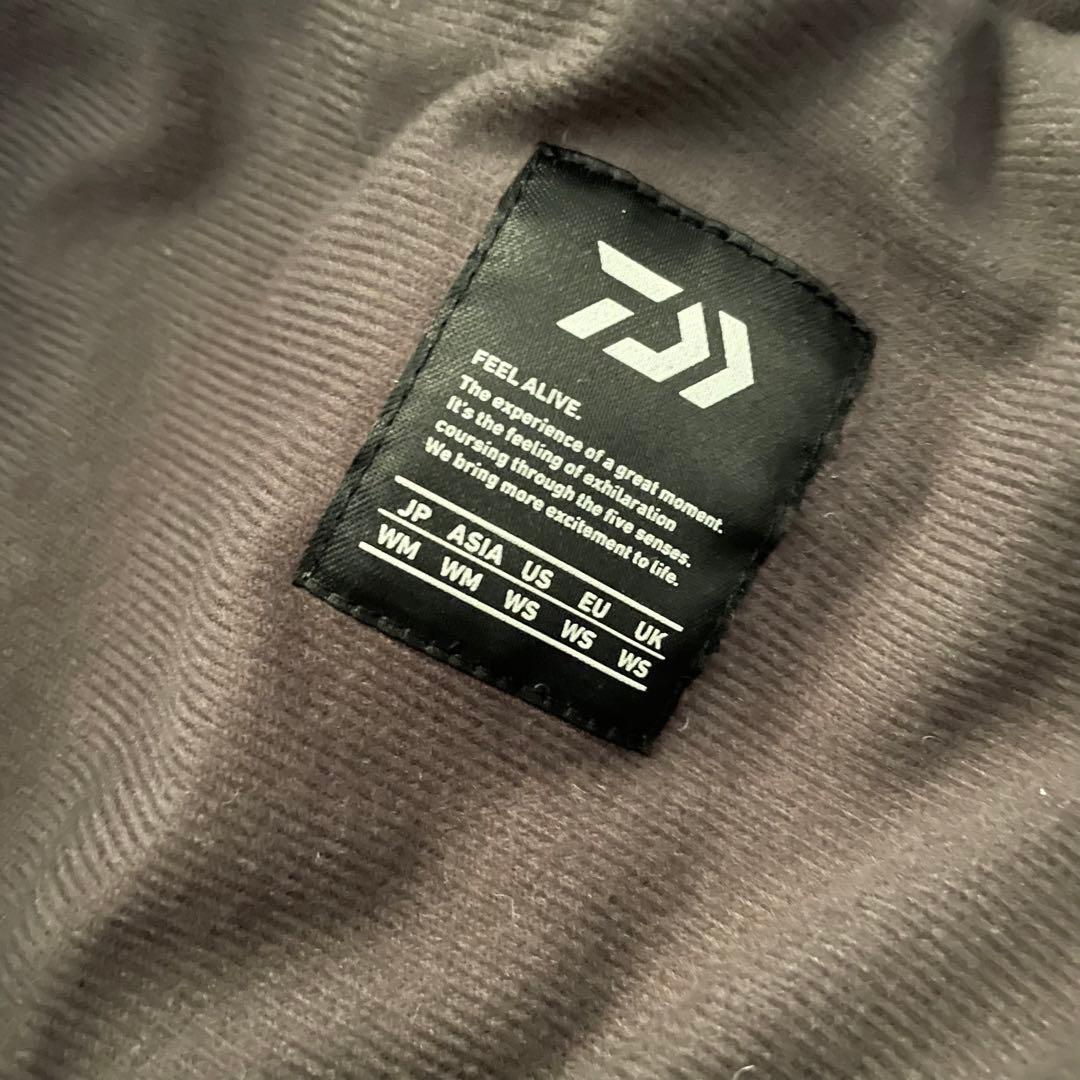 FEEL ALIVE.
The experience of a great moment.
It's the feeling of exhilaration
coursing through the five senses.
We bring more excitement to life.
JP ASIA US EU UK
WM WM WS WS WS